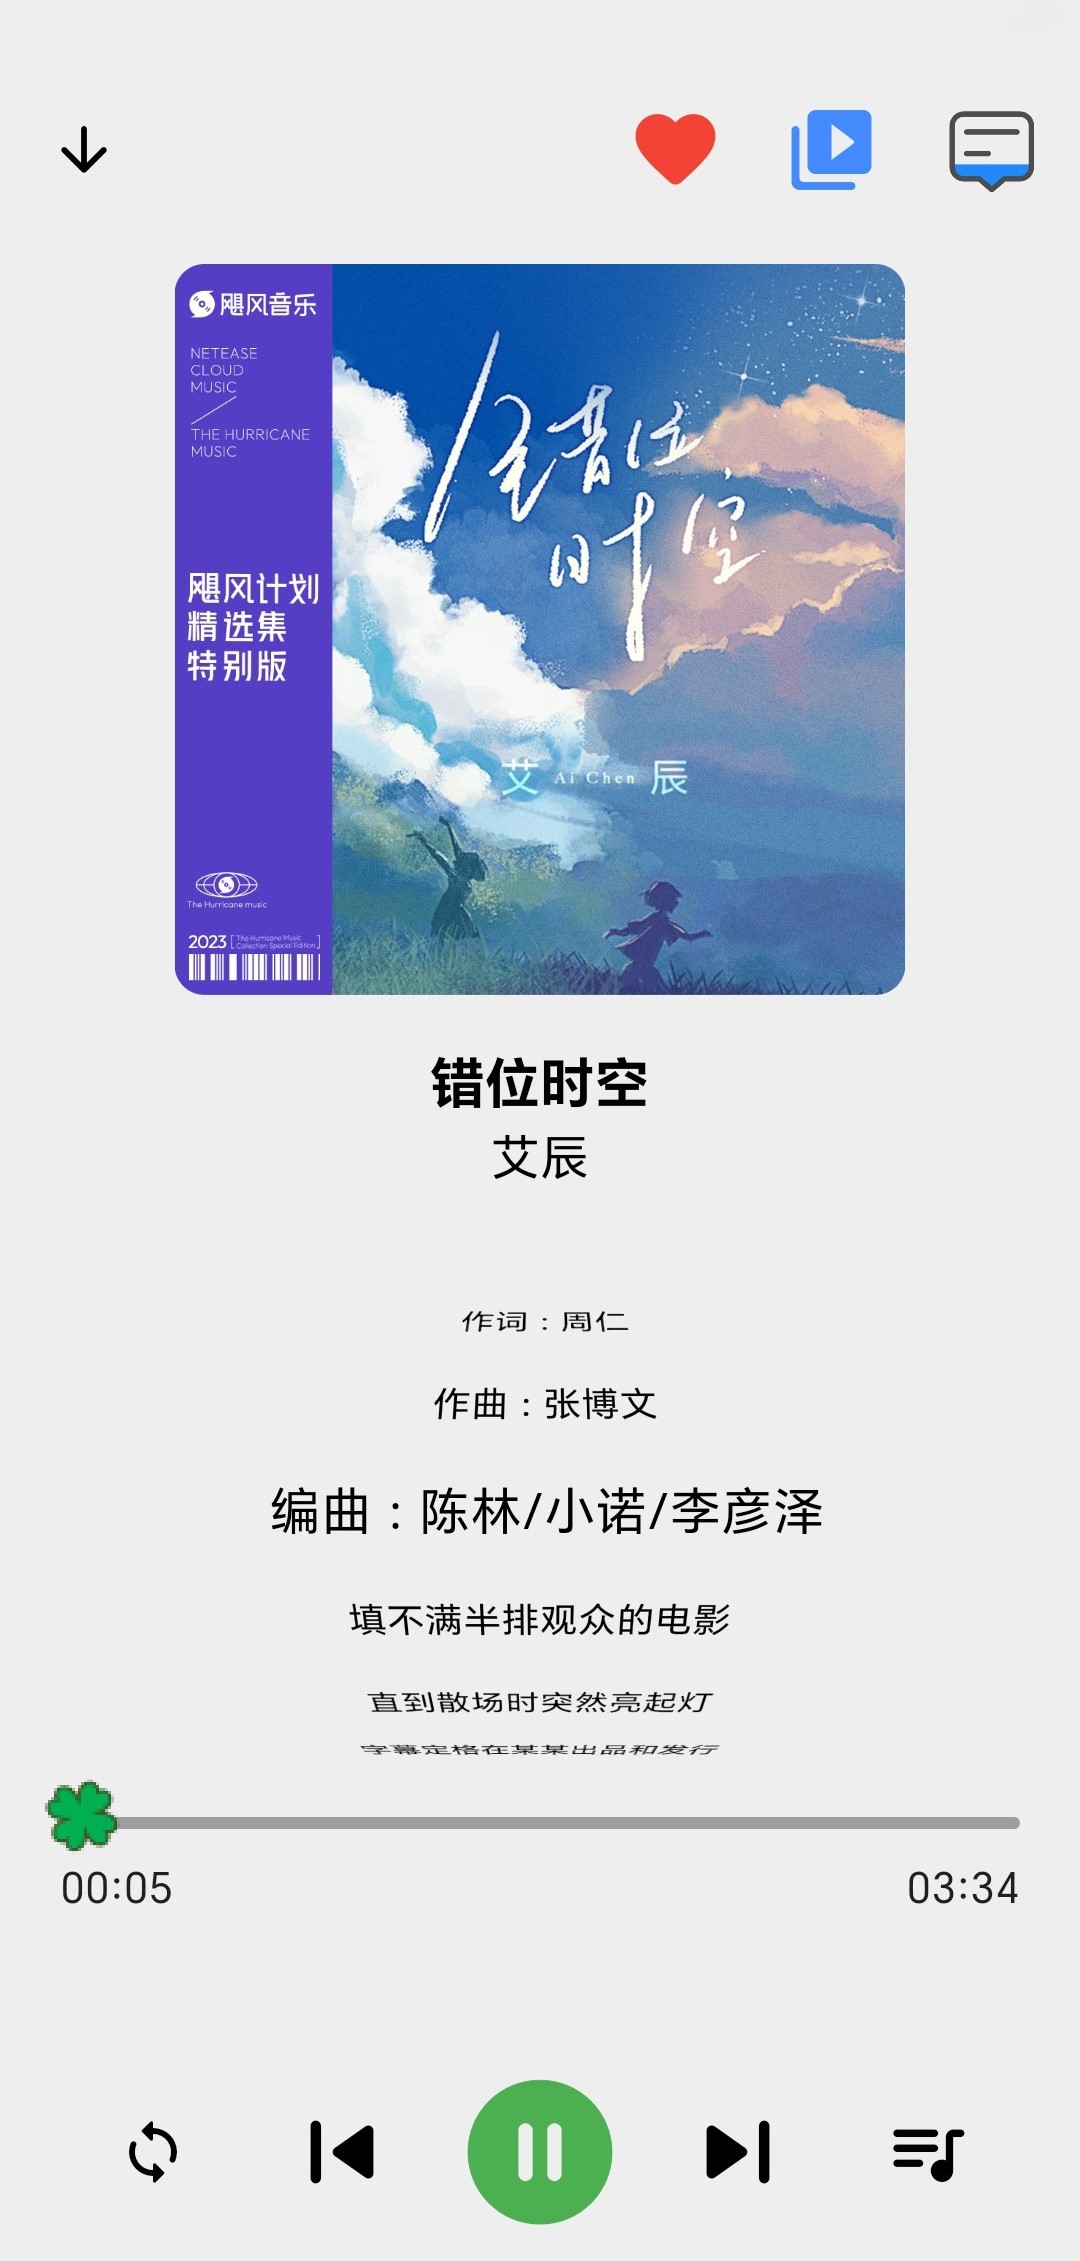 飓风音乐
NETEASE
CLOUD
MUSIC
THE HURRICANE
MUSIC
错位
时空
飓风计划
精选集
特别版
艾 Ai Chen 辰
The Hurricane music
2023 [The Hurricane Music
Collection Special Edition]
错位时空
艾辰
作词 : 周仁
作曲 : 张博文
编曲 : 陈林/小诺/李彦泽
填不满半排观众的电影
直到散场时突然亮起灯
字幕定格在某某出品和发行
00:05
03:34